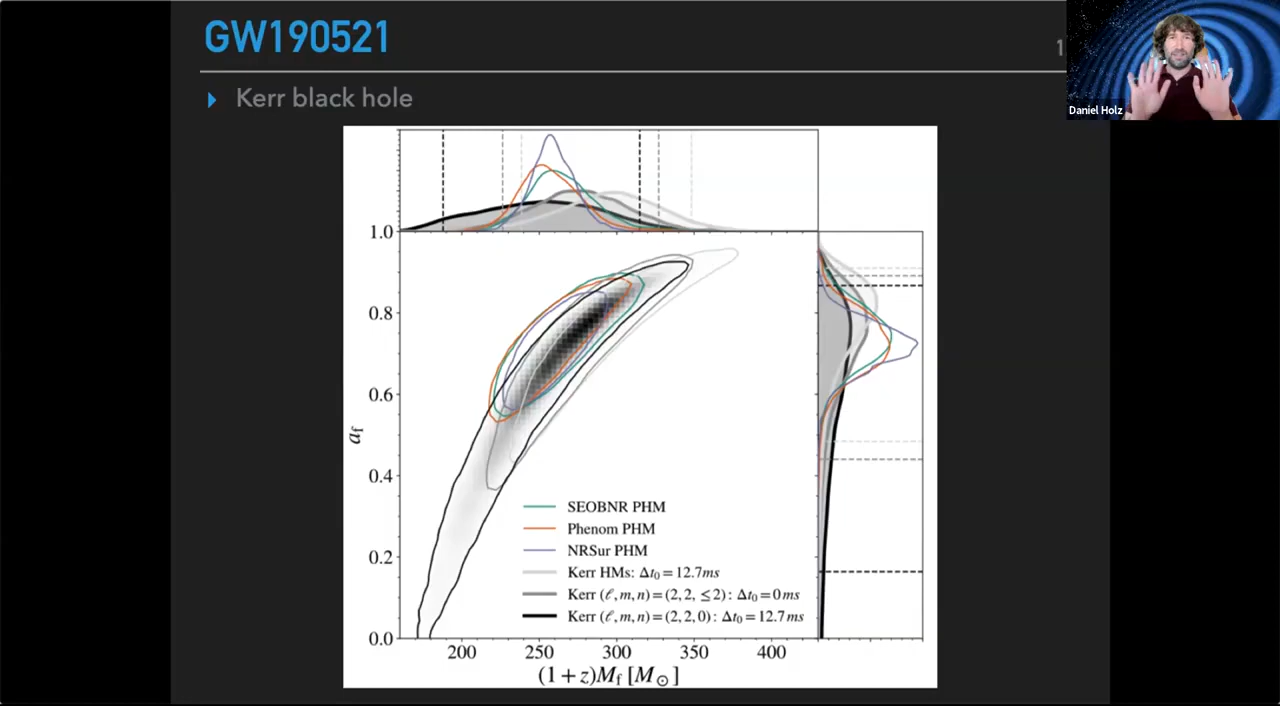 GW190521
Daniel Holz
Kerr black hole
1.0
0.8
0.6
0.4
0.2
0.0
a_f
SEOBNR PHM
Phenom PHM
NRSur PHM
Kerr HMs: Δt₀ = 12.7ms
Kerr (ℓ, m, n) = (2, 2, ≤2): Δt₀ = 0ms
Kerr (ℓ, m, n) = (2, 2, 0): Δt₀ = 12.7ms
200 250 300 350 400
(1 + z)M_f [M_⊙]